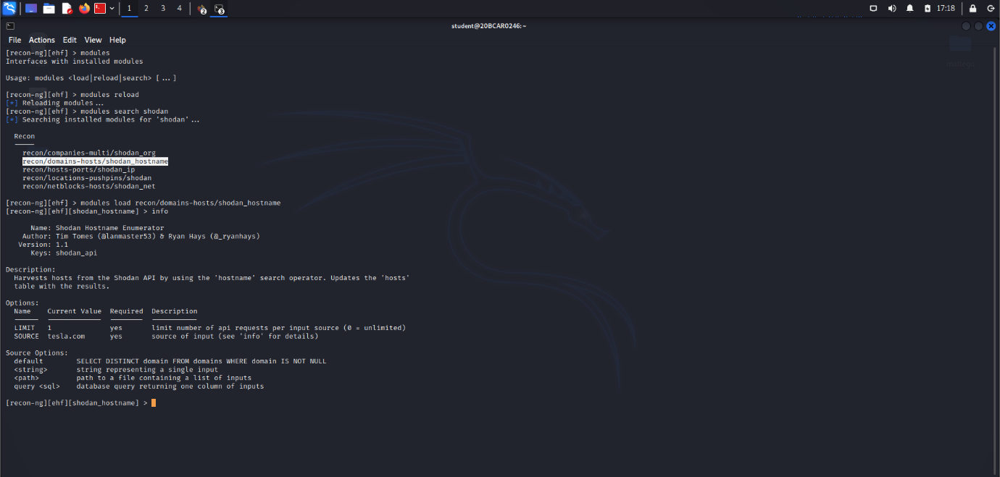 1 2 3 4 2 3 17:18
student@20BCAR0246: ~
File Actions Edit View Help
[recon-ng][ehf] > modules
Interfaces with installed modules
Usage: modules <load|reload|search> [...]
[recon-ng][ehf] > modules reload
[*] Reloading modules...
[recon-ng][ehf] > modules search shodan
[*] Searching installed modules for 'shodan'...
Recon
-----
recon/companies-multi/shodan_org
recon/domains-hosts/shodan_hostname
recon/hosts-ports/shodan_ip
recon/locations-pushpins/shodan
recon/netblocks-hosts/shodan_net
[recon-ng][ehf] > modules load recon/domains-hosts/shodan_hostname
[recon-ng][ehf][shodan_hostname] > info
Name: Shodan Hostname Enumerator
Author: Tim Tomes (@lanmaster53) & Ryan Hays (@_ryanhays)
Version: 1.1
Keys: shodan_api
Description:
Harvests hosts from the Shodan API by using the 'hostname' search operator. Updates the 'hosts'
table with the results.
Options:
Name Current Value Required Description
------ ------------- -------- -----------
LIMIT 1 yes limit number of api requests per input source (0 = unlimited)
SOURCE tesla.com yes source of input (see 'info' for details)
Source Options:
default SELECT DISTINCT domain FROM domains WHERE domain IS NOT NULL
<string> string representing a single input
<path> path to a file containing a list of inputs
query <sql> database query returning one column of inputs
[recon-ng][ehf][shodan_hostname] >